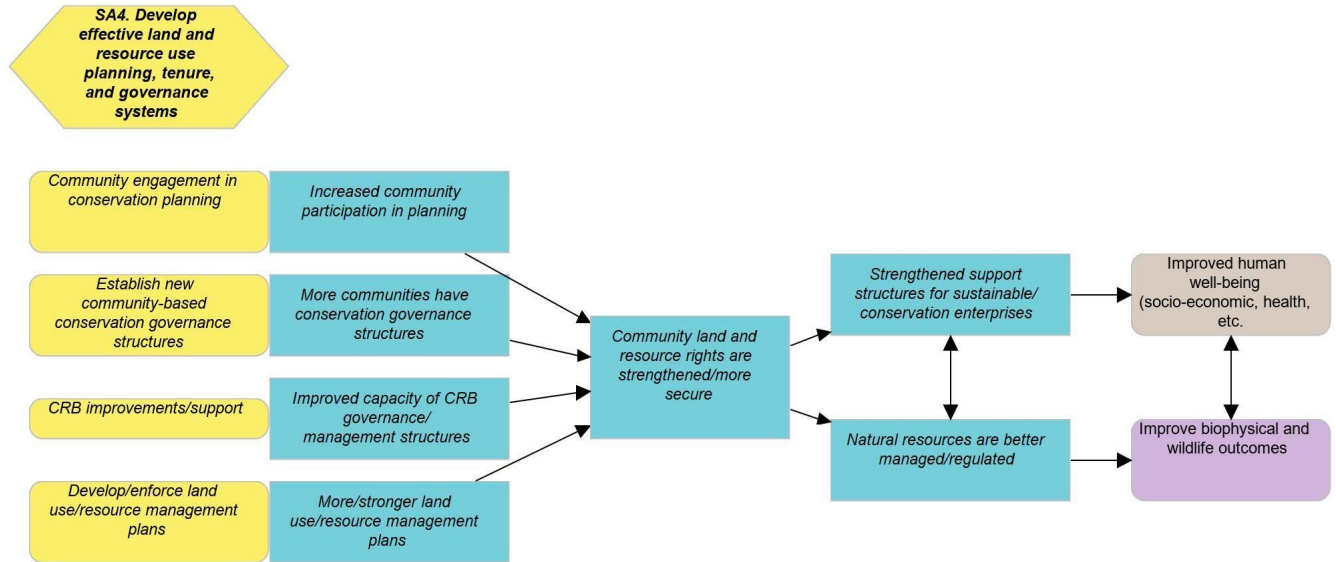 SA4. Develop
effective land and
resource use
planning, tenure,
and governance
systems
Community engagement in
conservation planning
Increased community
participation in planning
Establish new
community-based
conservation governance
structures
More communities have
conservation governance
structures
CRB improvements/support
Improved capacity of CRB
governance/
management structures
Develop/enforce land
use/resource management
plans
More/stronger land
use/resource management
plans
Community land and
resource rights are
strengthened/more
secure
Strengthened support
structures for sustainable/
conservation enterprises
Natural resources are better
managed/regulated
Improved human
well-being
(socio-economic, health,
etc.
Improve biophysical and
wildlife outcomes